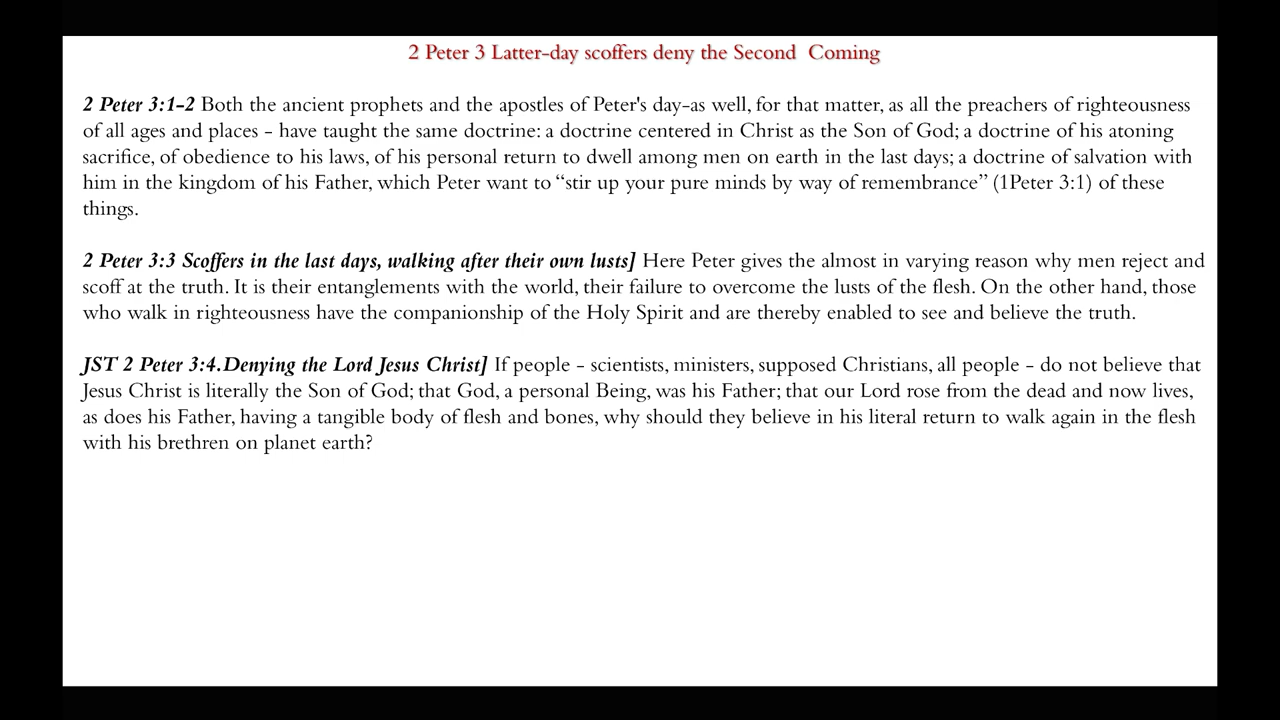 2 Peter 3 Latter-day scoffers deny the Second  Coming
2 Peter 3:1-2 Both the ancient prophets and the apostles of Peter's day-as well, for that matter, as all the preachers of righteousness
of all ages and places - have taught the same doctrine: a doctrine centered in Christ as the Son of God; a doctrine of his atoning
sacrifice, of obedience to his laws, of his personal return to dwell among men on earth in the last days; a doctrine of salvation with
him in the kingdom of his Father, which Peter want to “stir up your pure minds by way of remembrance” (1Peter 3:1) of these
things.
2 Peter 3:3 Scoffers in the last days, walking after their own lusts] Here Peter gives the almost in varying reason why men reject and
scoff at the truth. It is their entanglements with the world, their failure to overcome the lusts of the flesh. On the other hand, those
who walk in righteousness have the companionship of the Holy Spirit and are thereby enabled to see and believe the truth.
JST 2 Peter 3:4.Denying the Lord Jesus Christ] If people - scientists, ministers, supposed Christians, all people - do not believe that
Jesus Christ is literally the Son of God; that God, a personal Being, was his Father; that our Lord rose from the dead and now lives,
as does his Father, having a tangible body of flesh and bones, why should they believe in his literal return to walk again in the flesh
with his brethren on planet earth?